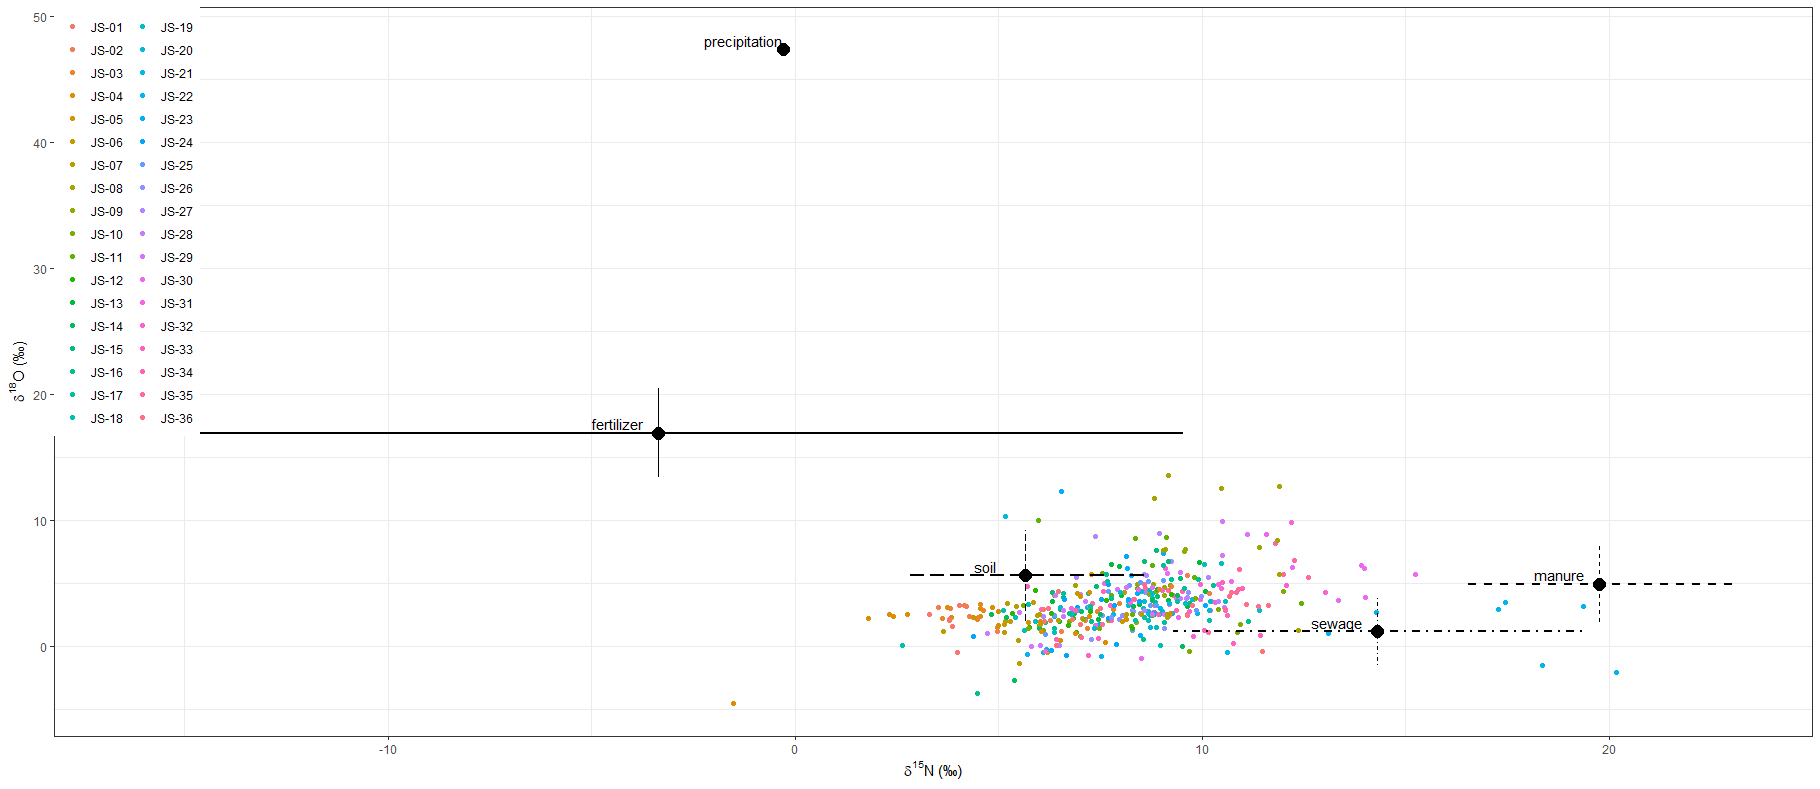 50
40
30
20
10
0
δ18O (‰)
JS-01 JS-19
JS-02 JS-20
JS-03 JS-21
JS-04 JS-22
JS-05 JS-23
JS-06 JS-24
JS-07 JS-25
JS-08 JS-26
JS-09 JS-27
JS-10 JS-28
JS-11 JS-29
JS-12 JS-30
JS-13 JS-31
JS-14 JS-32
JS-15 JS-33
JS-16 JS-34
JS-17 JS-35
JS-18 JS-36
precipitation
fertilizer
soil
manure
sewage
-10 0 10 20
δ15N (‰)